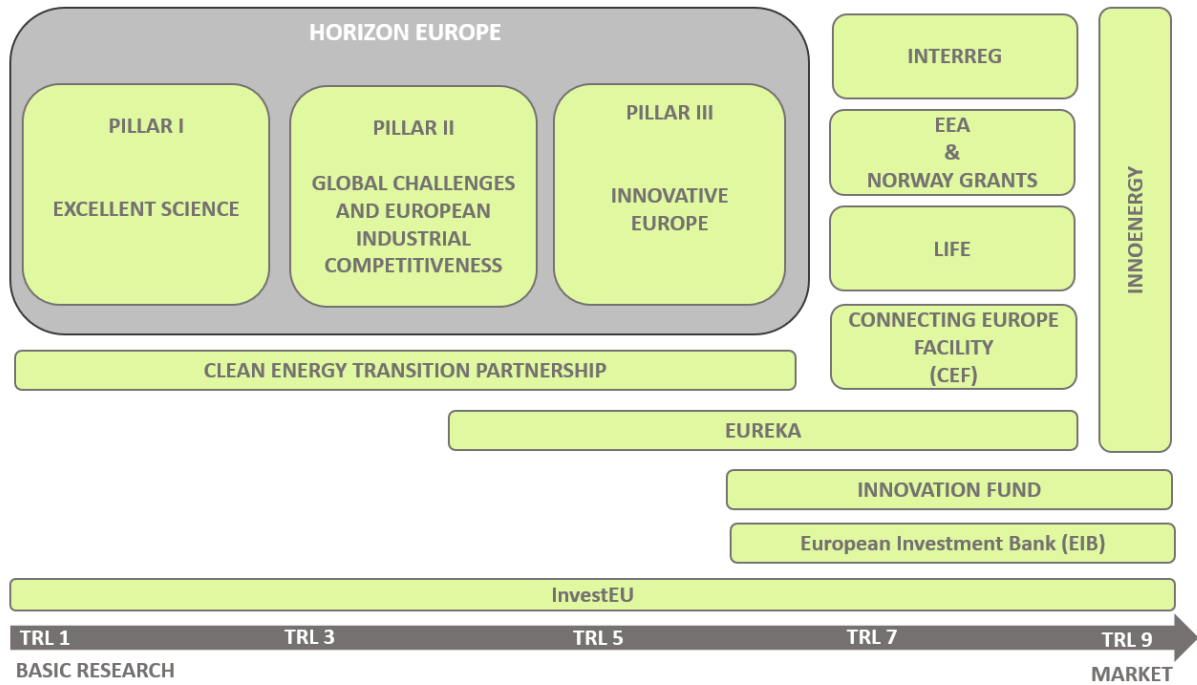 HORIZON EUROPE
PILLAR I
EXCELLENT SCIENCE
PILLAR II
GLOBAL CHALLENGES
AND EUROPEAN
INDUSTRIAL
COMPETITIVENESS
PILLAR III
INNOVATIVE
EUROPE
INTERREG
EEA
&
NORWAY GRANTS
LIFE
CONNECTING EUROPE
FACILITY
(CEF)
INNOENERGY
CLEAN ENERGY TRANSITION PARTNERSHIP
EUREKA
INNOVATION FUND
European Investment Bank (EIB)
InvestEU
TRL 1
TRL 3
TRL 5
TRL 7
TRL 9
BASIC RESEARCH
MARKET